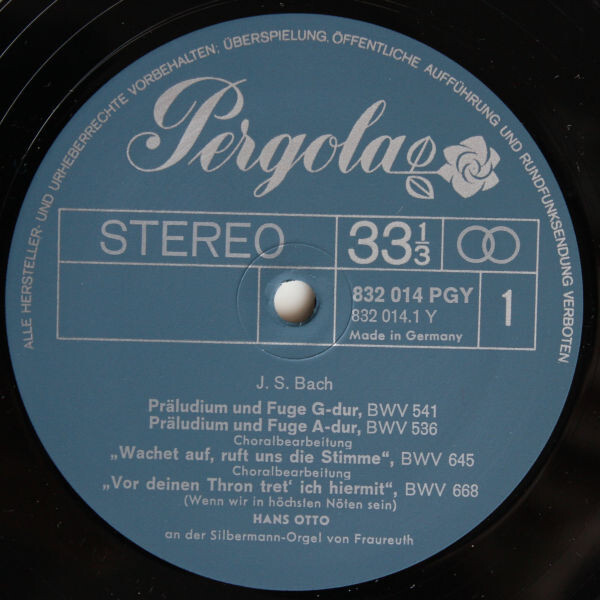 ALLE HERSTELLER- UND URHEBERRECHTE VORBEHALTEN; ÜBERSPIELUNG, ÖFFENTLICHE AUFFÜHRUNG UND RUNDFUNKSENDUNG VERBOTEN
Pergola
STEREO 33 1/3
832 014 PGY 1
832 014.1 Y
Made in Germany
J. S. Bach
Präludium und Fuge G-dur, BWV 541
Präludium und Fuge A-dur, BWV 536
Choralbearbeitung
„Wachet auf, ruft uns die Stimme“, BWV 645
Choralbearbeitung
„Vor deinen Thron tret‘ ich hiermit“, BWV 668
(Wenn wir in höchsten Nöten sein)
HANS OTTO
an der Silbermann-Orgel von Fraureuth